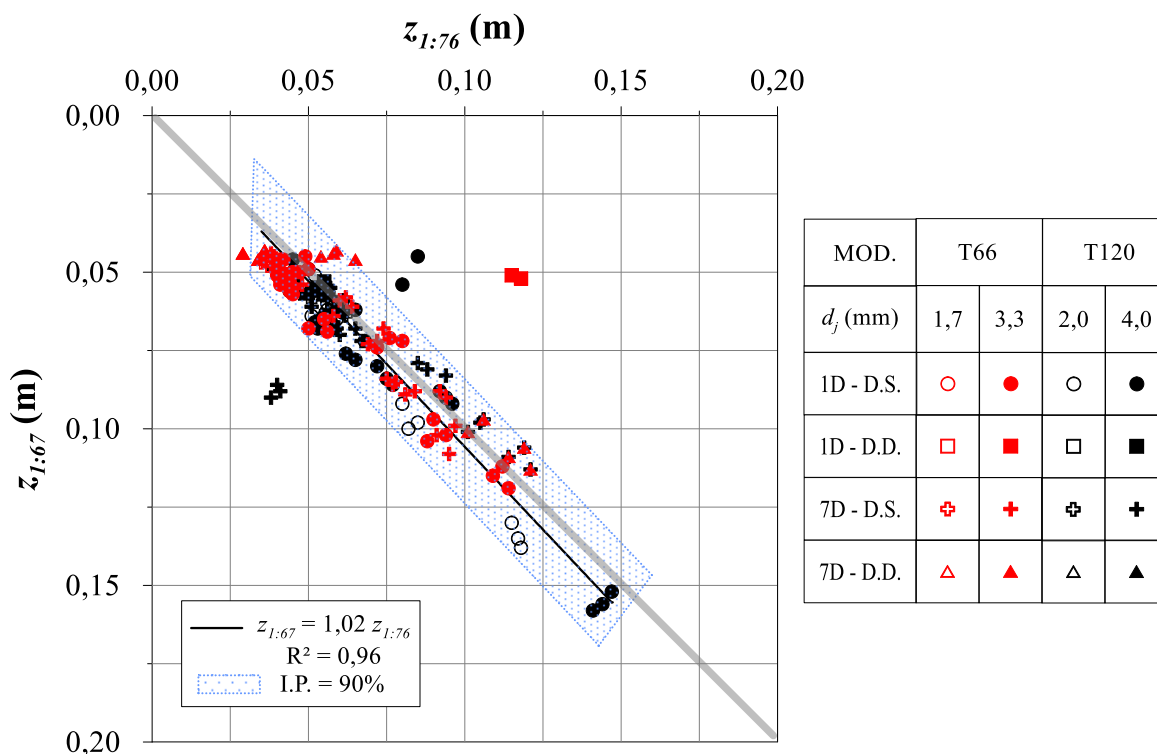 z1:76 (m)
0,00 0,05 0,10 0,15 0,20
0,00
0,05
0,10
0,15
0,20
z1:67 (m)
z1:67 = 1,02 z1:76
R² = 0,96
I.P. = 90%
MOD. T66 T120
dj (mm) 1,7 3,3 2,0 4,0
1D - D.S.
1D - D.D.
7D - D.S.
7D - D.D.